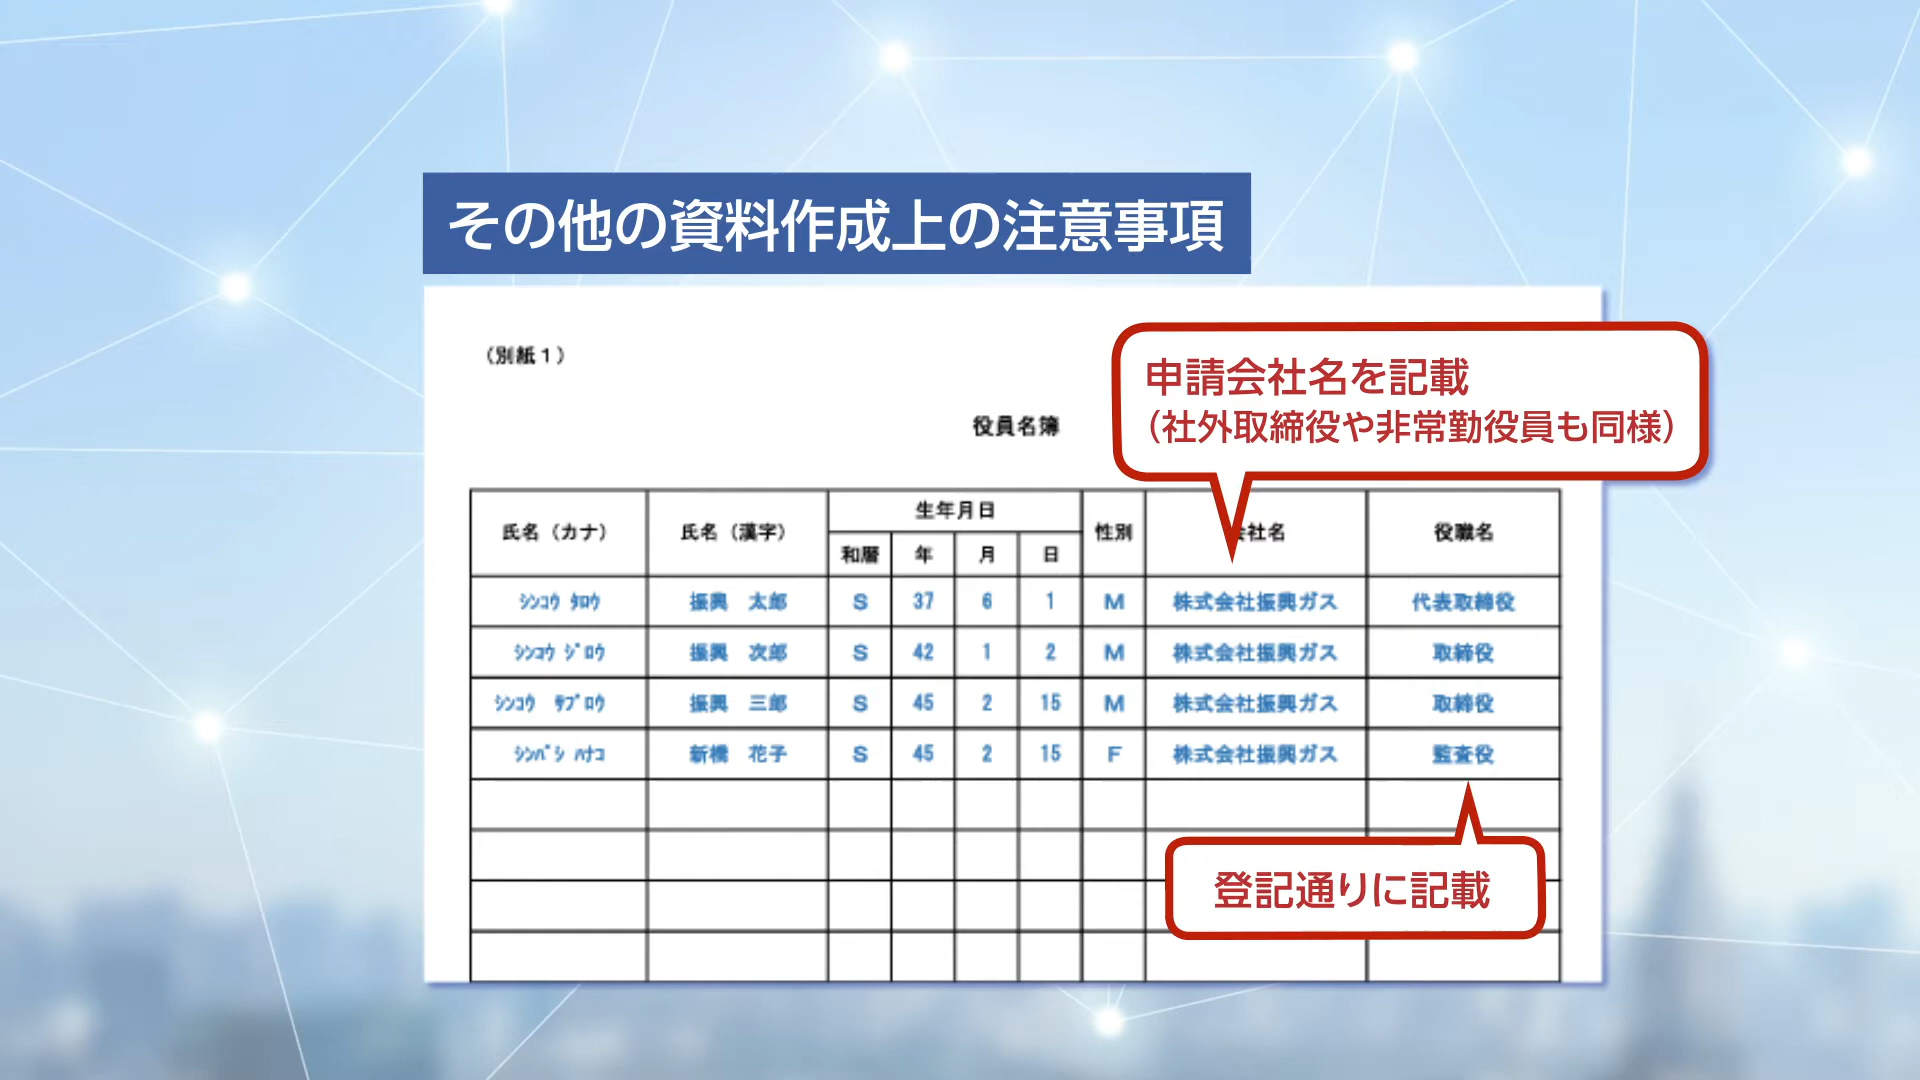 その他の資料作成上の注意事項
（別紙１）
申請会社名を記載
（社外取締役や非常勤役員も同様）
役員名簿
氏名（カナ） 氏名（漢字） 生年月日 性別 会社名 役職名
和暦 年 月 日
ｼﾝｺｳ ﾀﾛｳ 振興　太郎 S 37 6 1 M 株式会社振興ガス 代表取締役
ｼﾝｺｳ ｼﾞﾛｳ 振興　次郎 S 42 1 2 M 株式会社振興ガス 取締役
ｼﾝｺｳ　ｻﾌﾞﾛｳ 振興　三郎 S 45 2 15 M 株式会社振興ガス 取締役
ｼﾝﾊﾞｼ ﾊﾅｺ 新橋　花子 S 45 2 15 F 株式会社振興ガス 監査役
登記通りに記載